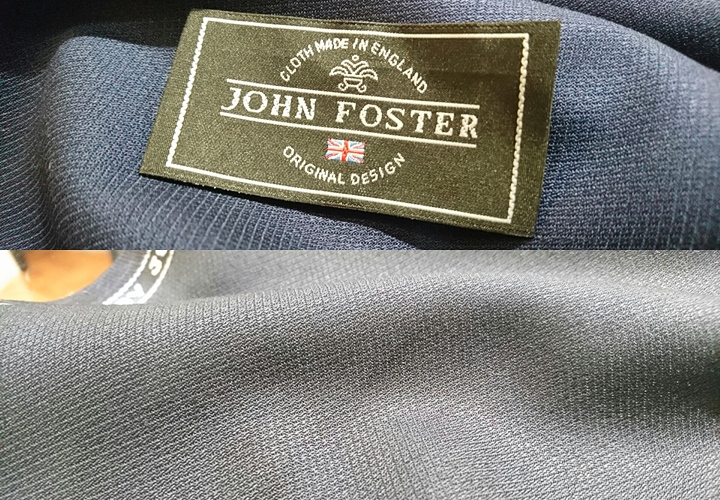 CLOTH MADE IN ENGLAND
JOHN FOSTER
ORIGINAL DESIGN